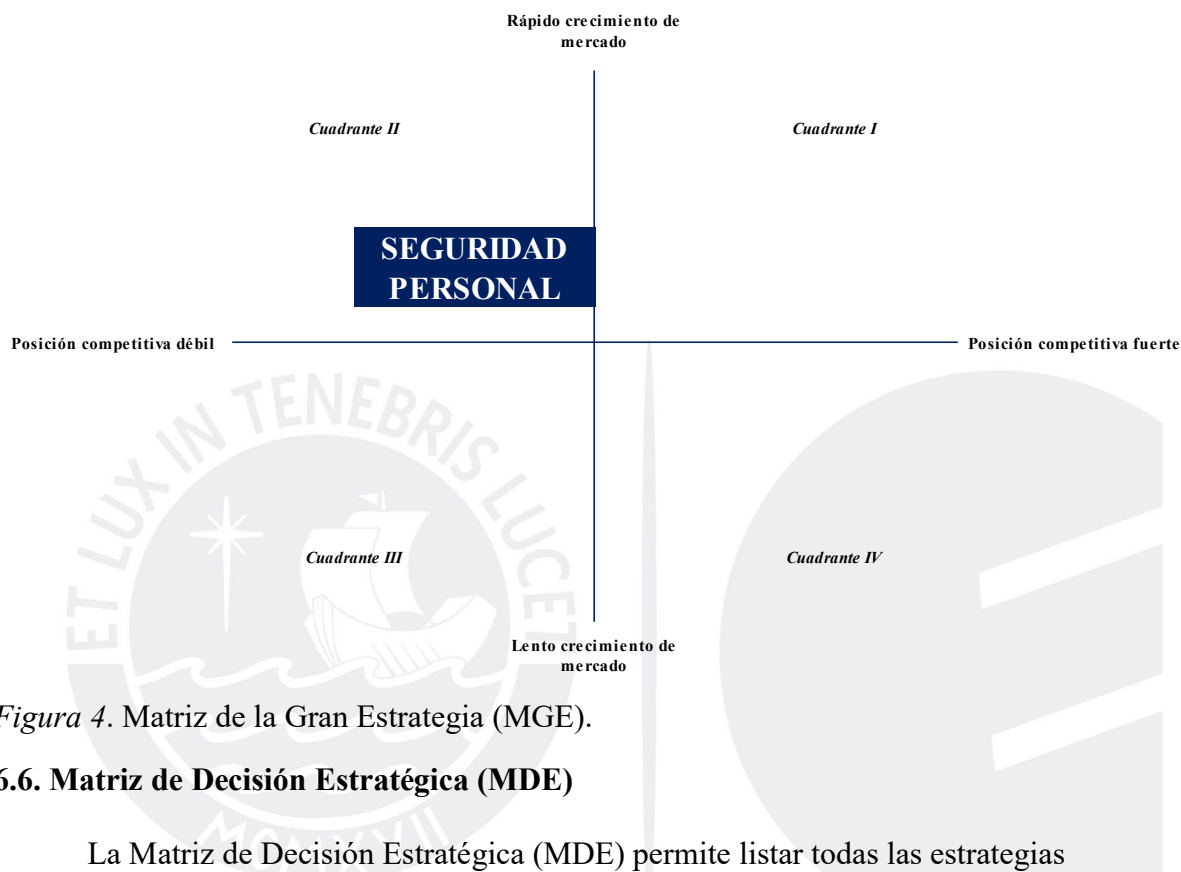 Rápido crecimiento de
mercado
Cuadrante II
Cuadrante I
SEGURIDAD
PERSONAL
Posición competitiva débil
Posición competitiva fuerte
ET LUX IN TENEBRIS LUCET
Cuadrante III
Cuadrante IV
Lento crecimiento de
mercado
Figura 4. Matriz de la Gran Estrategia (MGE).
6.6. Matriz de Decisión Estratégica (MDE)
MCMXVII
La Matriz de Decisión Estratégica (MDE) permite listar todas las estrategias